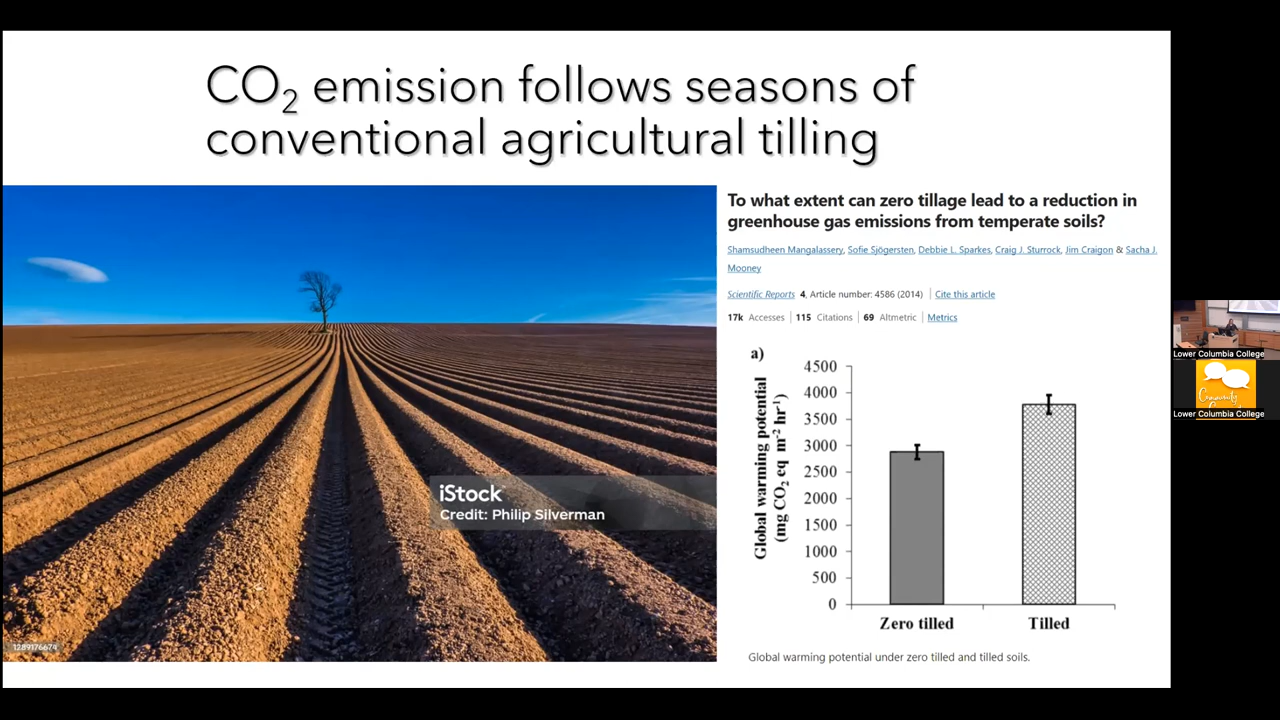 CO2 emission follows seasons of
conventional agricultural tilling
iStock
Credit: Philip Silverman
1289176674
To what extent can zero tillage lead to a reduction in
greenhouse gas emissions from temperate soils?
Shamsudheen Mangalassery, Sofie Sjögersten, Debbie L. Sparkes, Craig J. Sturrock, Jim Craigon & Sacha J.
Mooney
Scientific Reports 4, Article number: 4586 (2014) | Cite this article
17k Accesses | 115 Citations | 69 Altmetric | Metrics
a)
Global warming potential
(mg CO2 eq m-2 hr-1)
4500
4000
3500
3000
2500
2000
1500
1000
500
0
Zero tilled
Tilled
Global warming potential under zero tilled and tilled soils.
Lower Columbia College
Community
Lower Columbia College